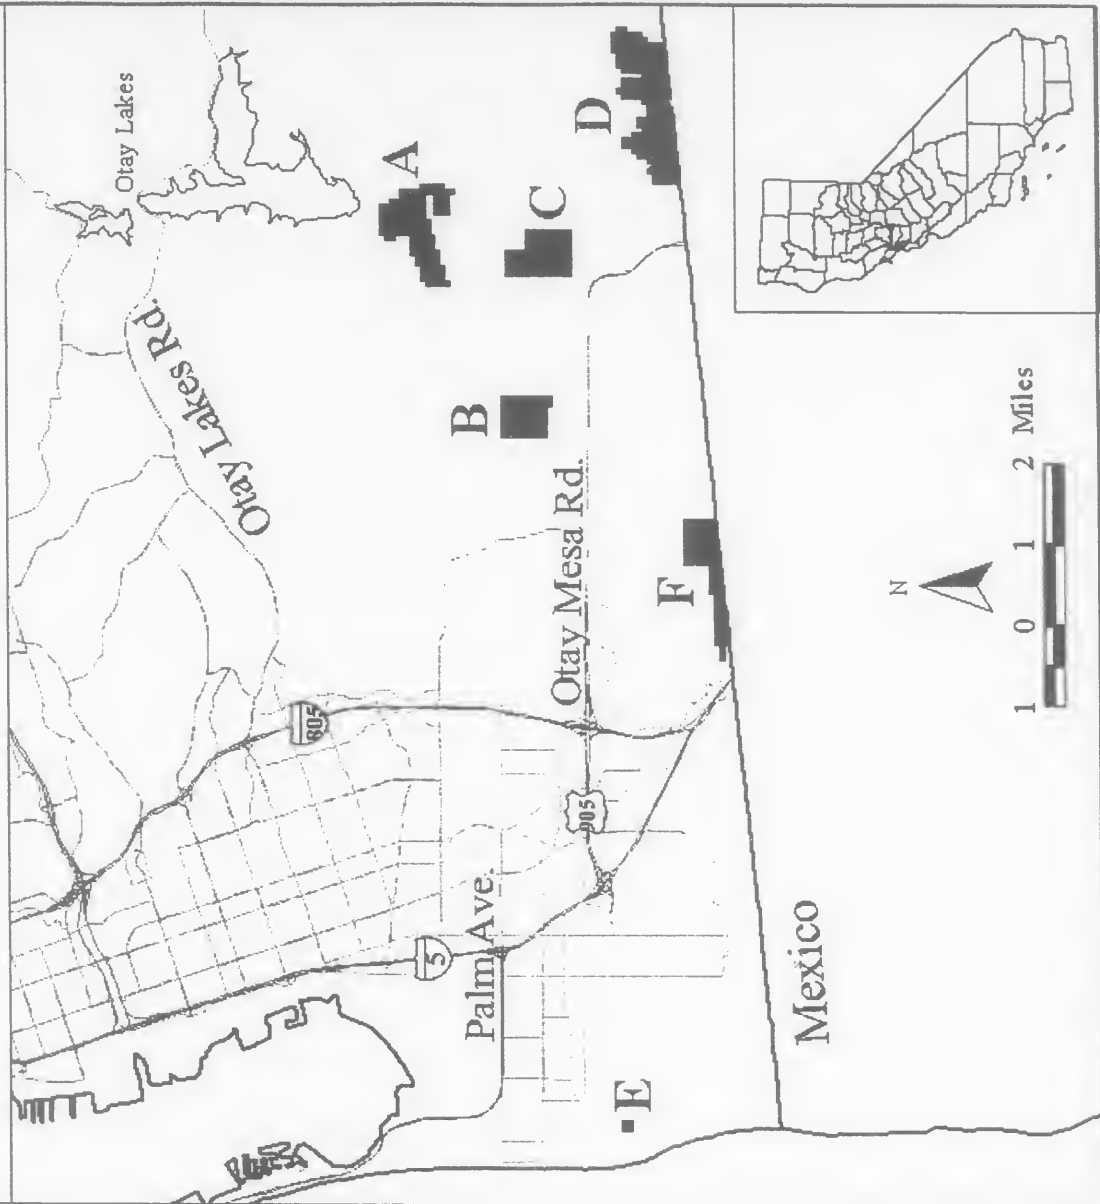 Otay Lakes
Otay Lakes Rd.
A
D
C
B
805
Otay Mesa Rd.
F
905
5
Palm Ave.
E
Mexico
N
1 0 1 2 Miles